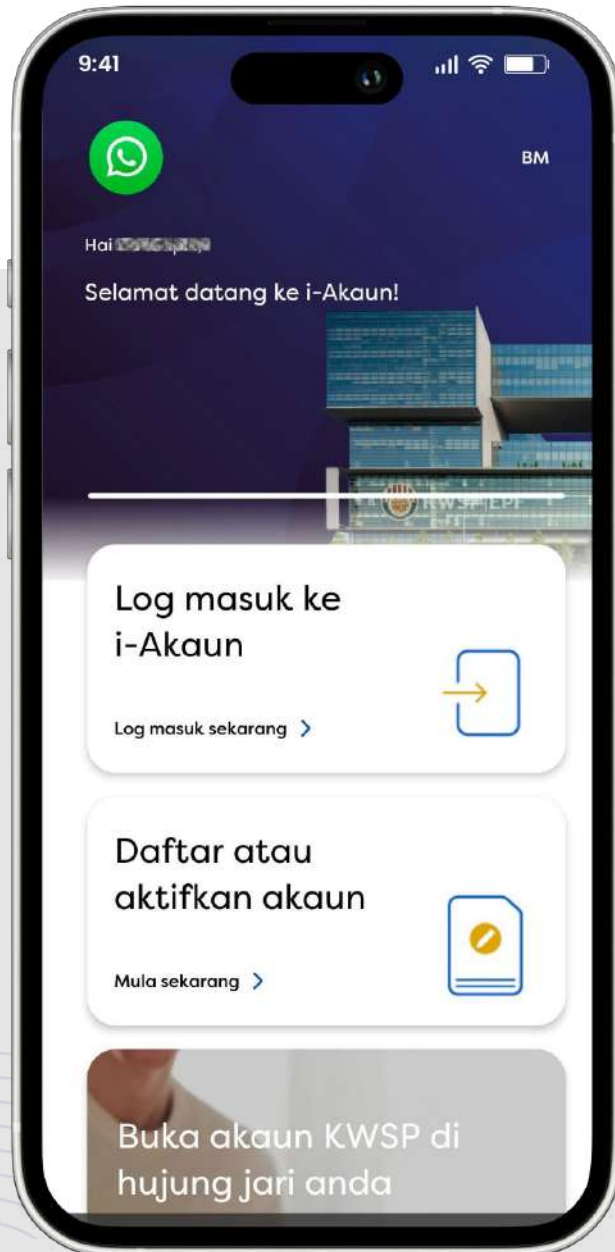 9:41
BM
Hai
Selamat datang ke i-Akaun!
KWSP EPF
Log masuk ke
i-Akaun
Log masuk sekarang
Daftar atau
aktifkan akaun
Mula sekarang
Buka akaun KWSP di
hujung jari anda